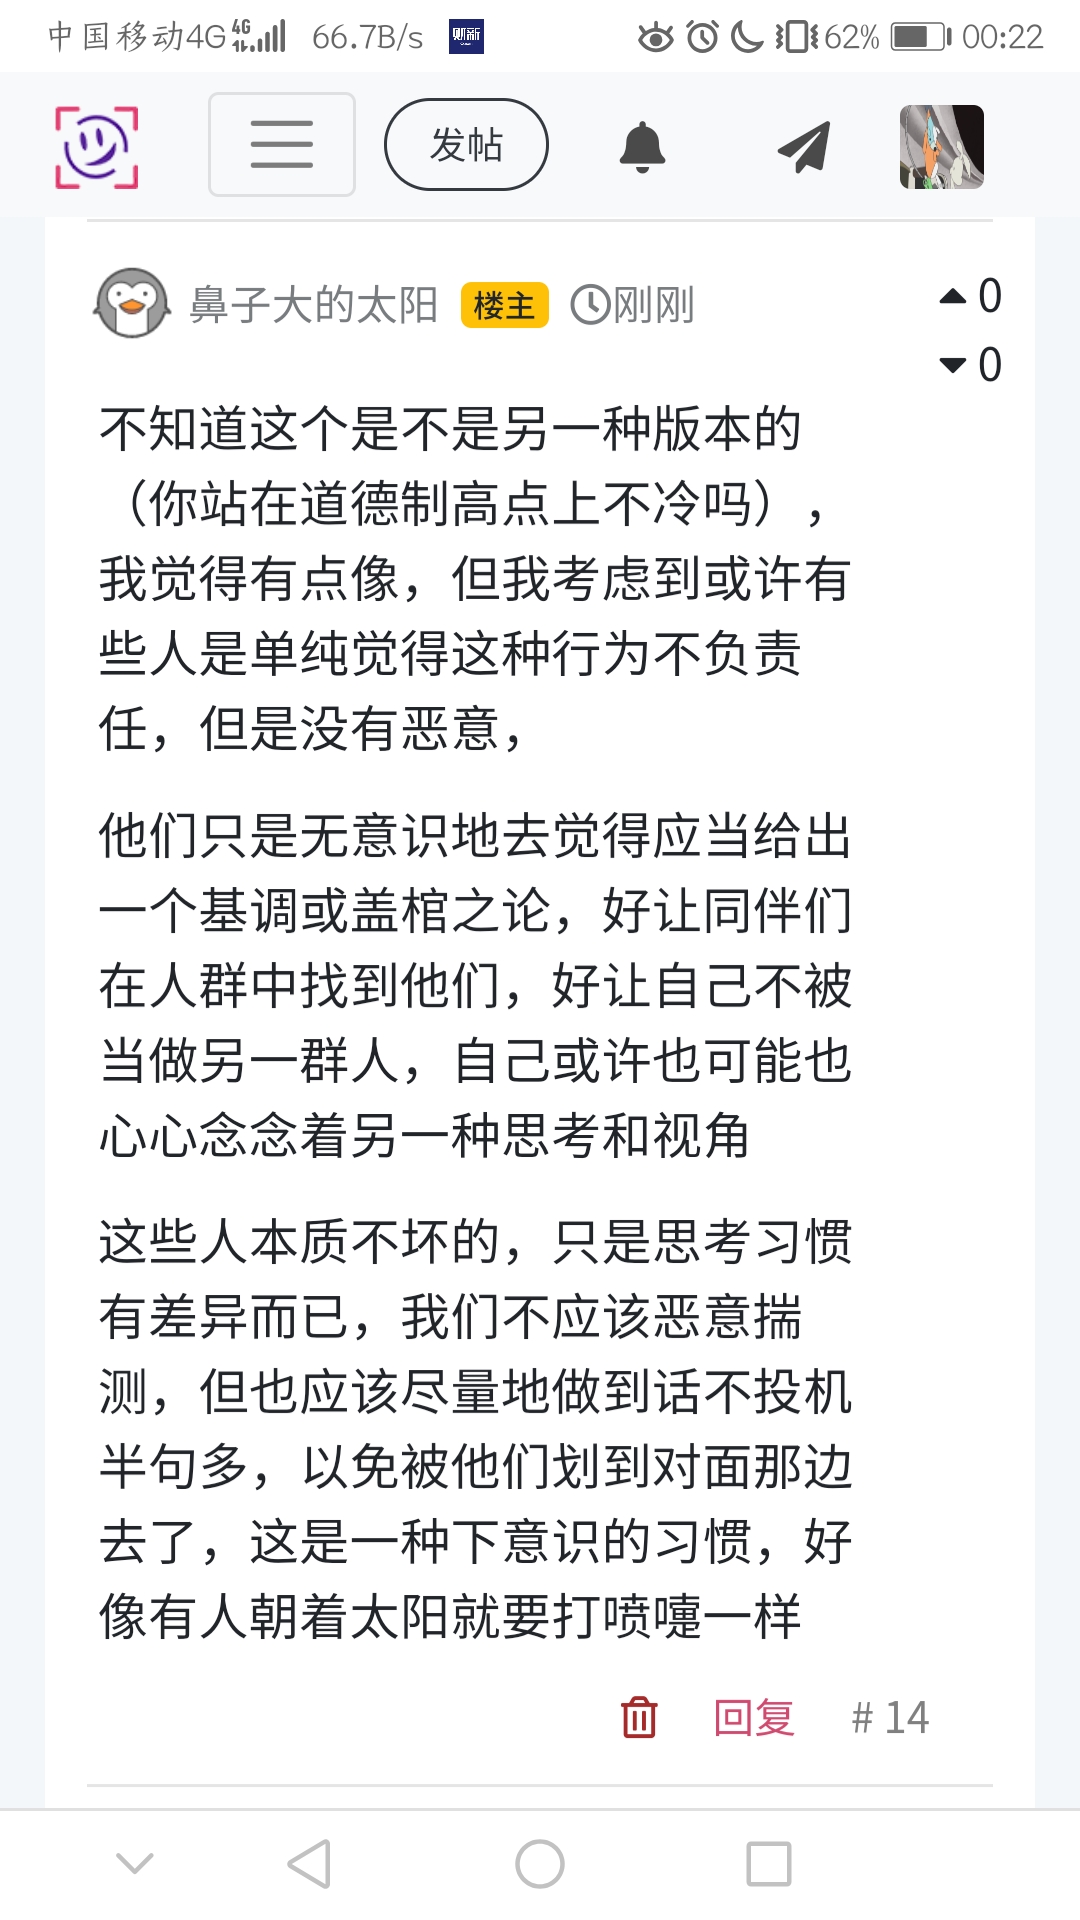 中国移动4G 4G 66.7B/s 财新 62% 00:22
发帖
鼻子大的太阳 楼主 刚刚 0
0
不知道这个是不是另一种版本的
（你站在道德制高点上不冷吗），
我觉得有点像，但我考虑到或许有
些人是单纯觉得这种行为不负责
任，但是没有恶意，
他们只是无意识地去觉得应当给出
一个基调或盖棺之论，好让同伴们
在人群中找到他们，好让自己不被
当做另一群人，自己或许也可能也
心心念念着另一种思考和视角
这些人本质不坏的，只是思考习惯
有差异而已，我们不应该恶意揣
测，但也应该尽量地做到话不投机
半句多，以免被他们划到对面那边
去了，这是一种下意识的习惯，好
像有人朝着太阳就要打喷嚏一样
回复 # 14